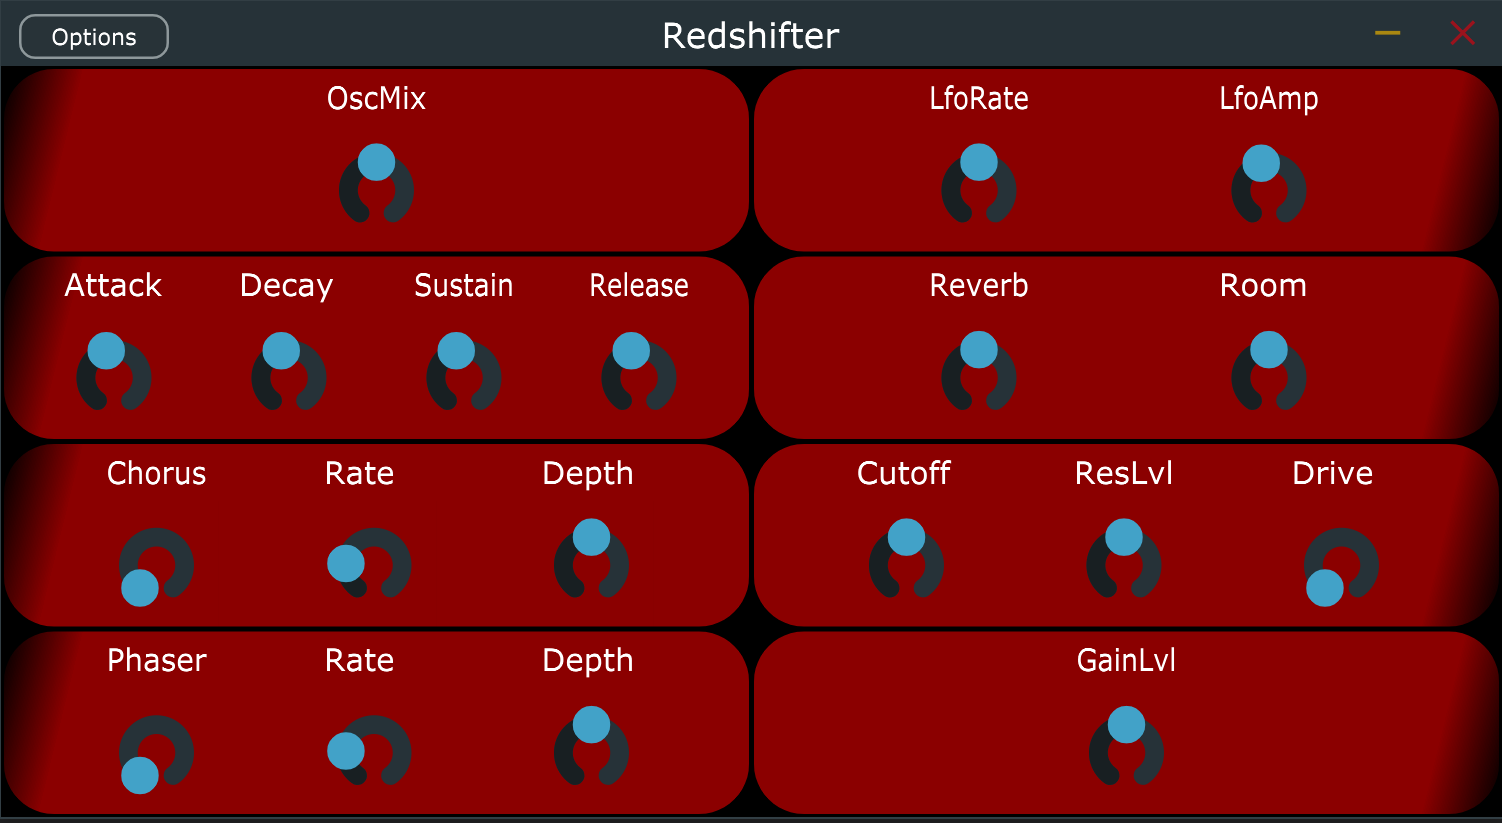 Options
Redshifter
OscMix
LfoRate
LfoAmp
Attack
Decay
Sustain
Release
Reverb
Room
Chorus
Rate
Depth
Cutoff
ResLvl
Drive
Phaser
Rate
Depth
GainLvl